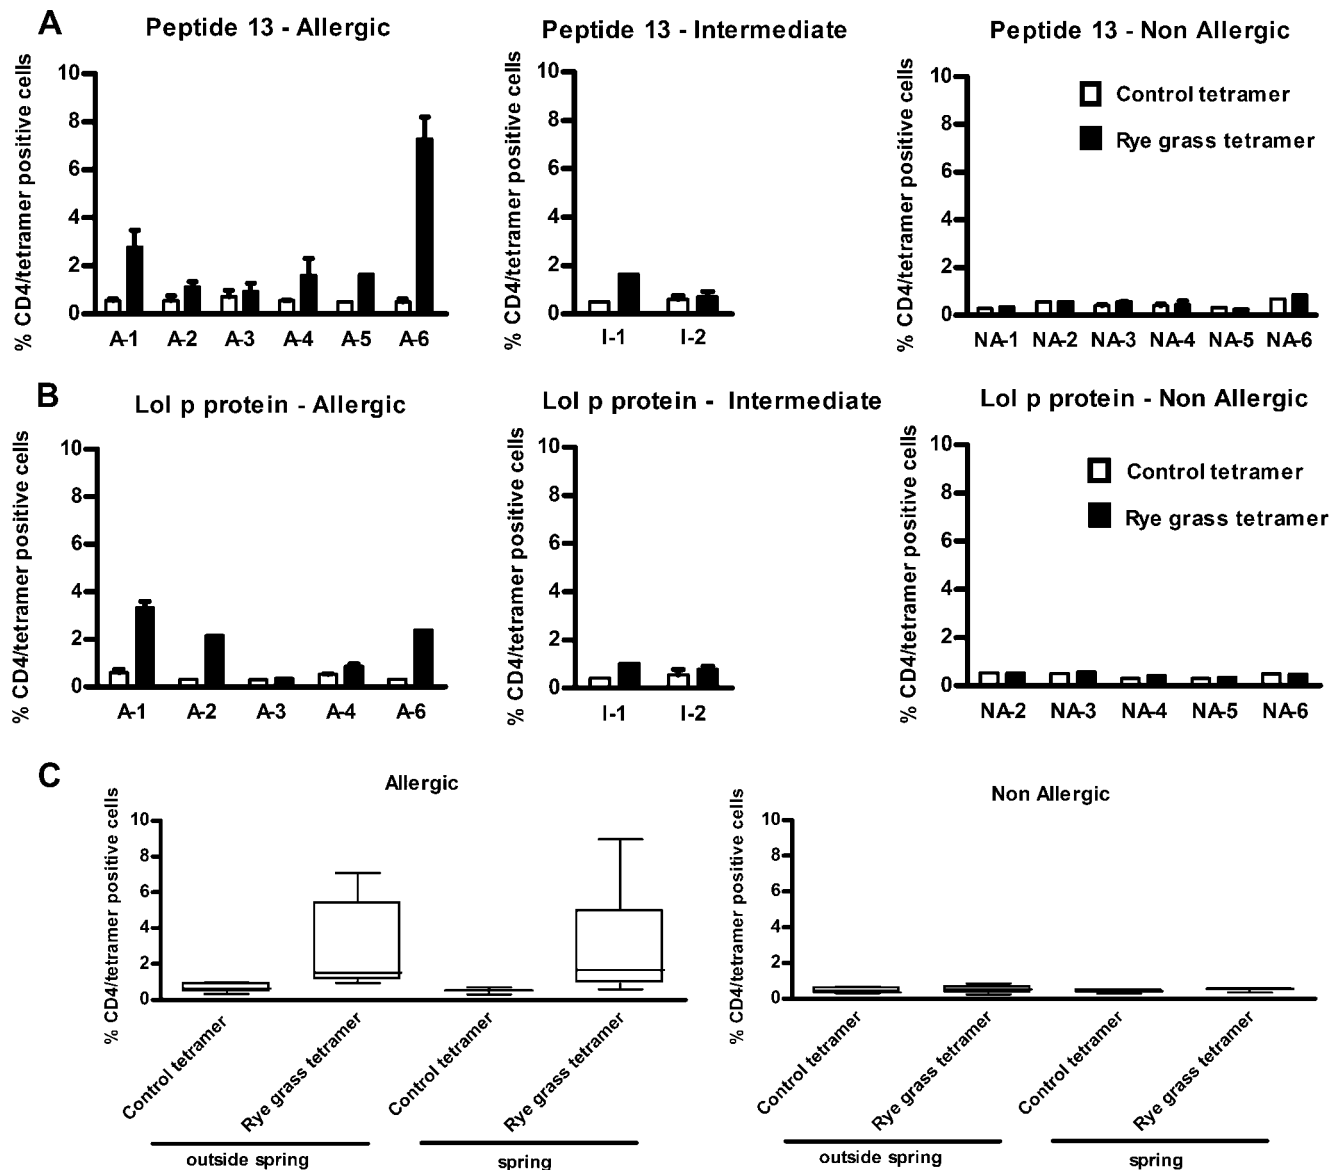 A
Peptide 13 - Allergic
% CD4/tetramer positive cells
10
8
6
4
2
0
A-1 A-2 A-3 A-4 A-5 A-6
Peptide 13 - Intermediate
% CD4/tetramer positive cells
10
8
6
4
2
0
I-1 I-2
Peptide 13 - Non Allergic
% CD4/tetramer positive cells
10
8
6
4
2
0
NA-1 NA-2 NA-3 NA-4 NA-5 NA-6
Control tetramer
Rye grass tetramer
B
Lol p protein - Allergic
% CD4/tetramer positive cells
10
8
6
4
2
0
A-1 A-2 A-3 A-4 A-6
Lol p protein - Intermediate
% CD4/tetramer positive cells
10
8
6
4
2
0
I-1 I-2
Lol p protein - Non Allergic
% CD4/tetramer positive cells
10
8
6
4
2
0
NA-2 NA-3 NA-4 NA-5 NA-6
Control tetramer
Rye grass tetramer
C
Allergic
% CD4/tetramer positive cells
10
8
6
4
2
0
Control tetramer
Rye grass tetramer
Control tetramer
Rye grass tetramer
outside spring
spring
Non Allergic
% CD4/tetramer positive cells
10
8
6
4
2
0
Control tetramer
Rye grass tetramer
Control tetramer
Rye grass tetramer
outside spring
spring